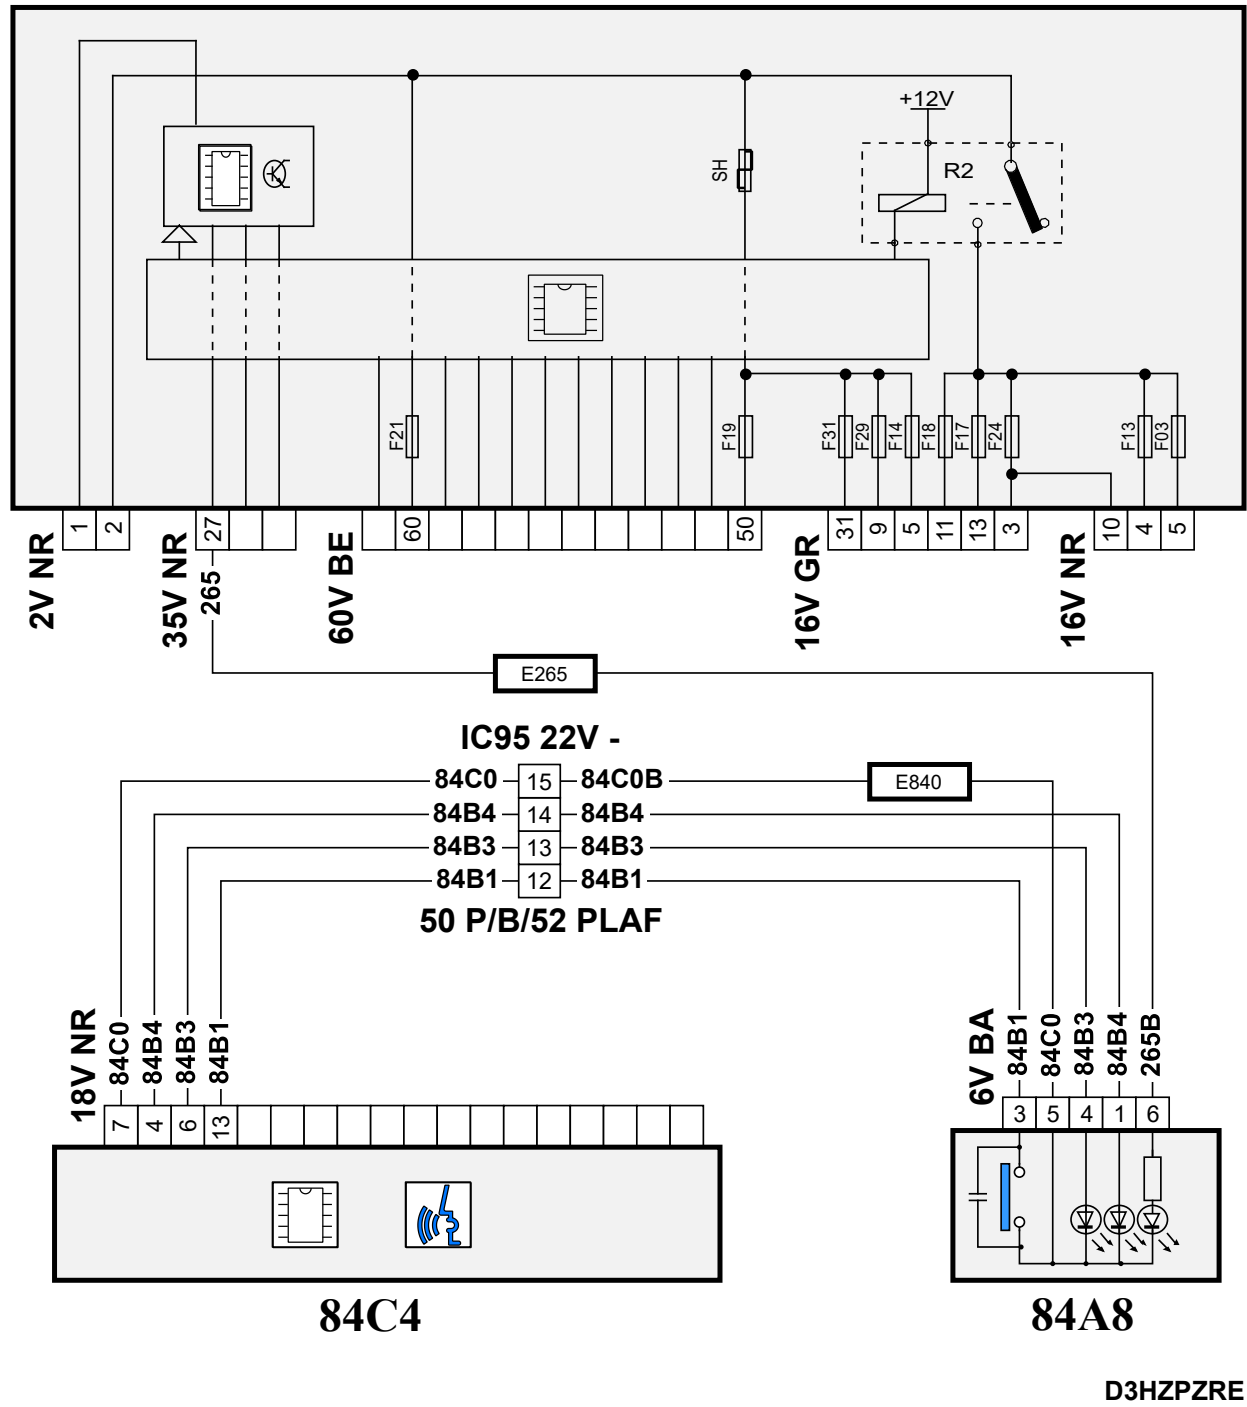 +12V
R2
SH
F21
F19
F31
F29
F14
F18
F17
F24
F13
F03
2V NR
1
2
35V NR
27
265
60V BE
60
50
16V GR
31
9
5
11
13
3
16V NR
10
4
5
E265
IC95 22V -
84C0 15 84C0B
E840
84B4 14 84B4
84B3 13 84B3
84B1 12 84B1
50 P/B/52 PLAF
18V NR
84C0
84B4
84B3
84B1
7
4
6
13
6V BA
84B1
84C0
84B3
84B4
265B
3
5
4
1
6
84C4
84A8
D3HZPZRE